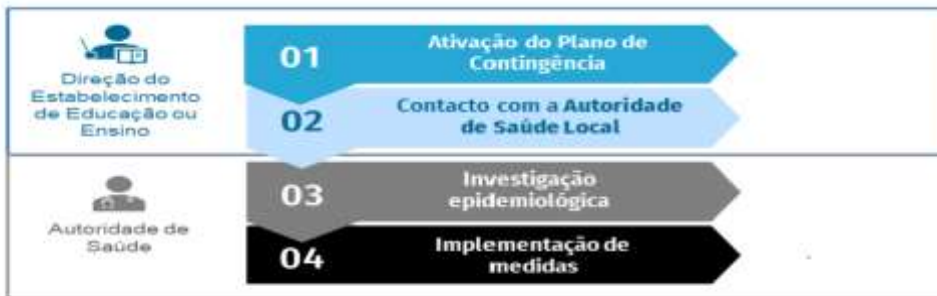 Direção do
Estabelecimento
de Educação ou
Ensino
01
Ativação do Plano de
Contingência
02
Contacto com a Autoridade
de Saúde Local
Autoridade de
Saúde
03
Investigação
epidemiológica
04
Implementação de
medidas